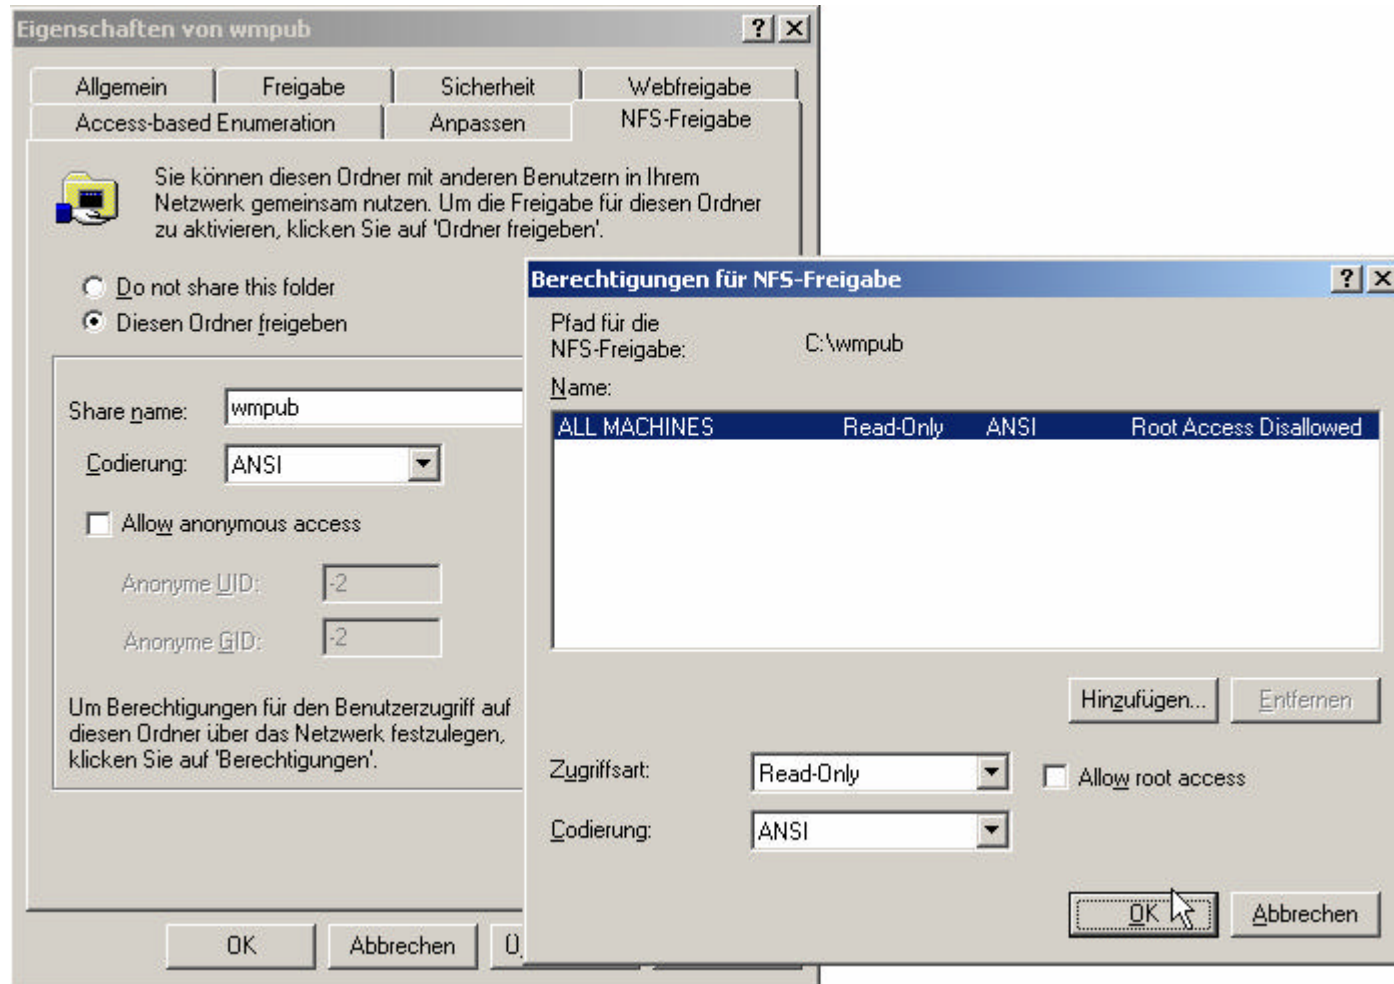 Eigenschaften von wmpub
Allgemein Freigabe Sicherheit Webfreigabe
Access-based Enumeration Anpassen NFS-Freigabe
Sie können diesen Ordner mit anderen Benutzern in Ihrem
Netzwerk gemeinsam nutzen. Um die Freigabe für diesen Ordner
zu aktivieren, klicken Sie auf 'Ordner freigeben'.
Do not share this folder
Diesen Ordner freigeben
Share name: wmpub
Codierung: ANSI
Allow anonymous access
Anonyme UID: -2
Anonyme GID: -2
Um Berechtigungen für den Benutzerzugriff auf
diesen Ordner über das Netzwerk festzulegen,
klicken Sie auf 'Berechtigungen'.
OK Abbrechen
Berechtigungen für NFS-Freigabe
Pfad für die
NFS-Freigabe: C:\wmpub
Name:
ALL MACHINES Read-Only ANSI Root Access Disallowed
Hinzufügen... Entfernen
Zugriffsart: Read-Only Allow root access
Codierung: ANSI
OK Abbrechen